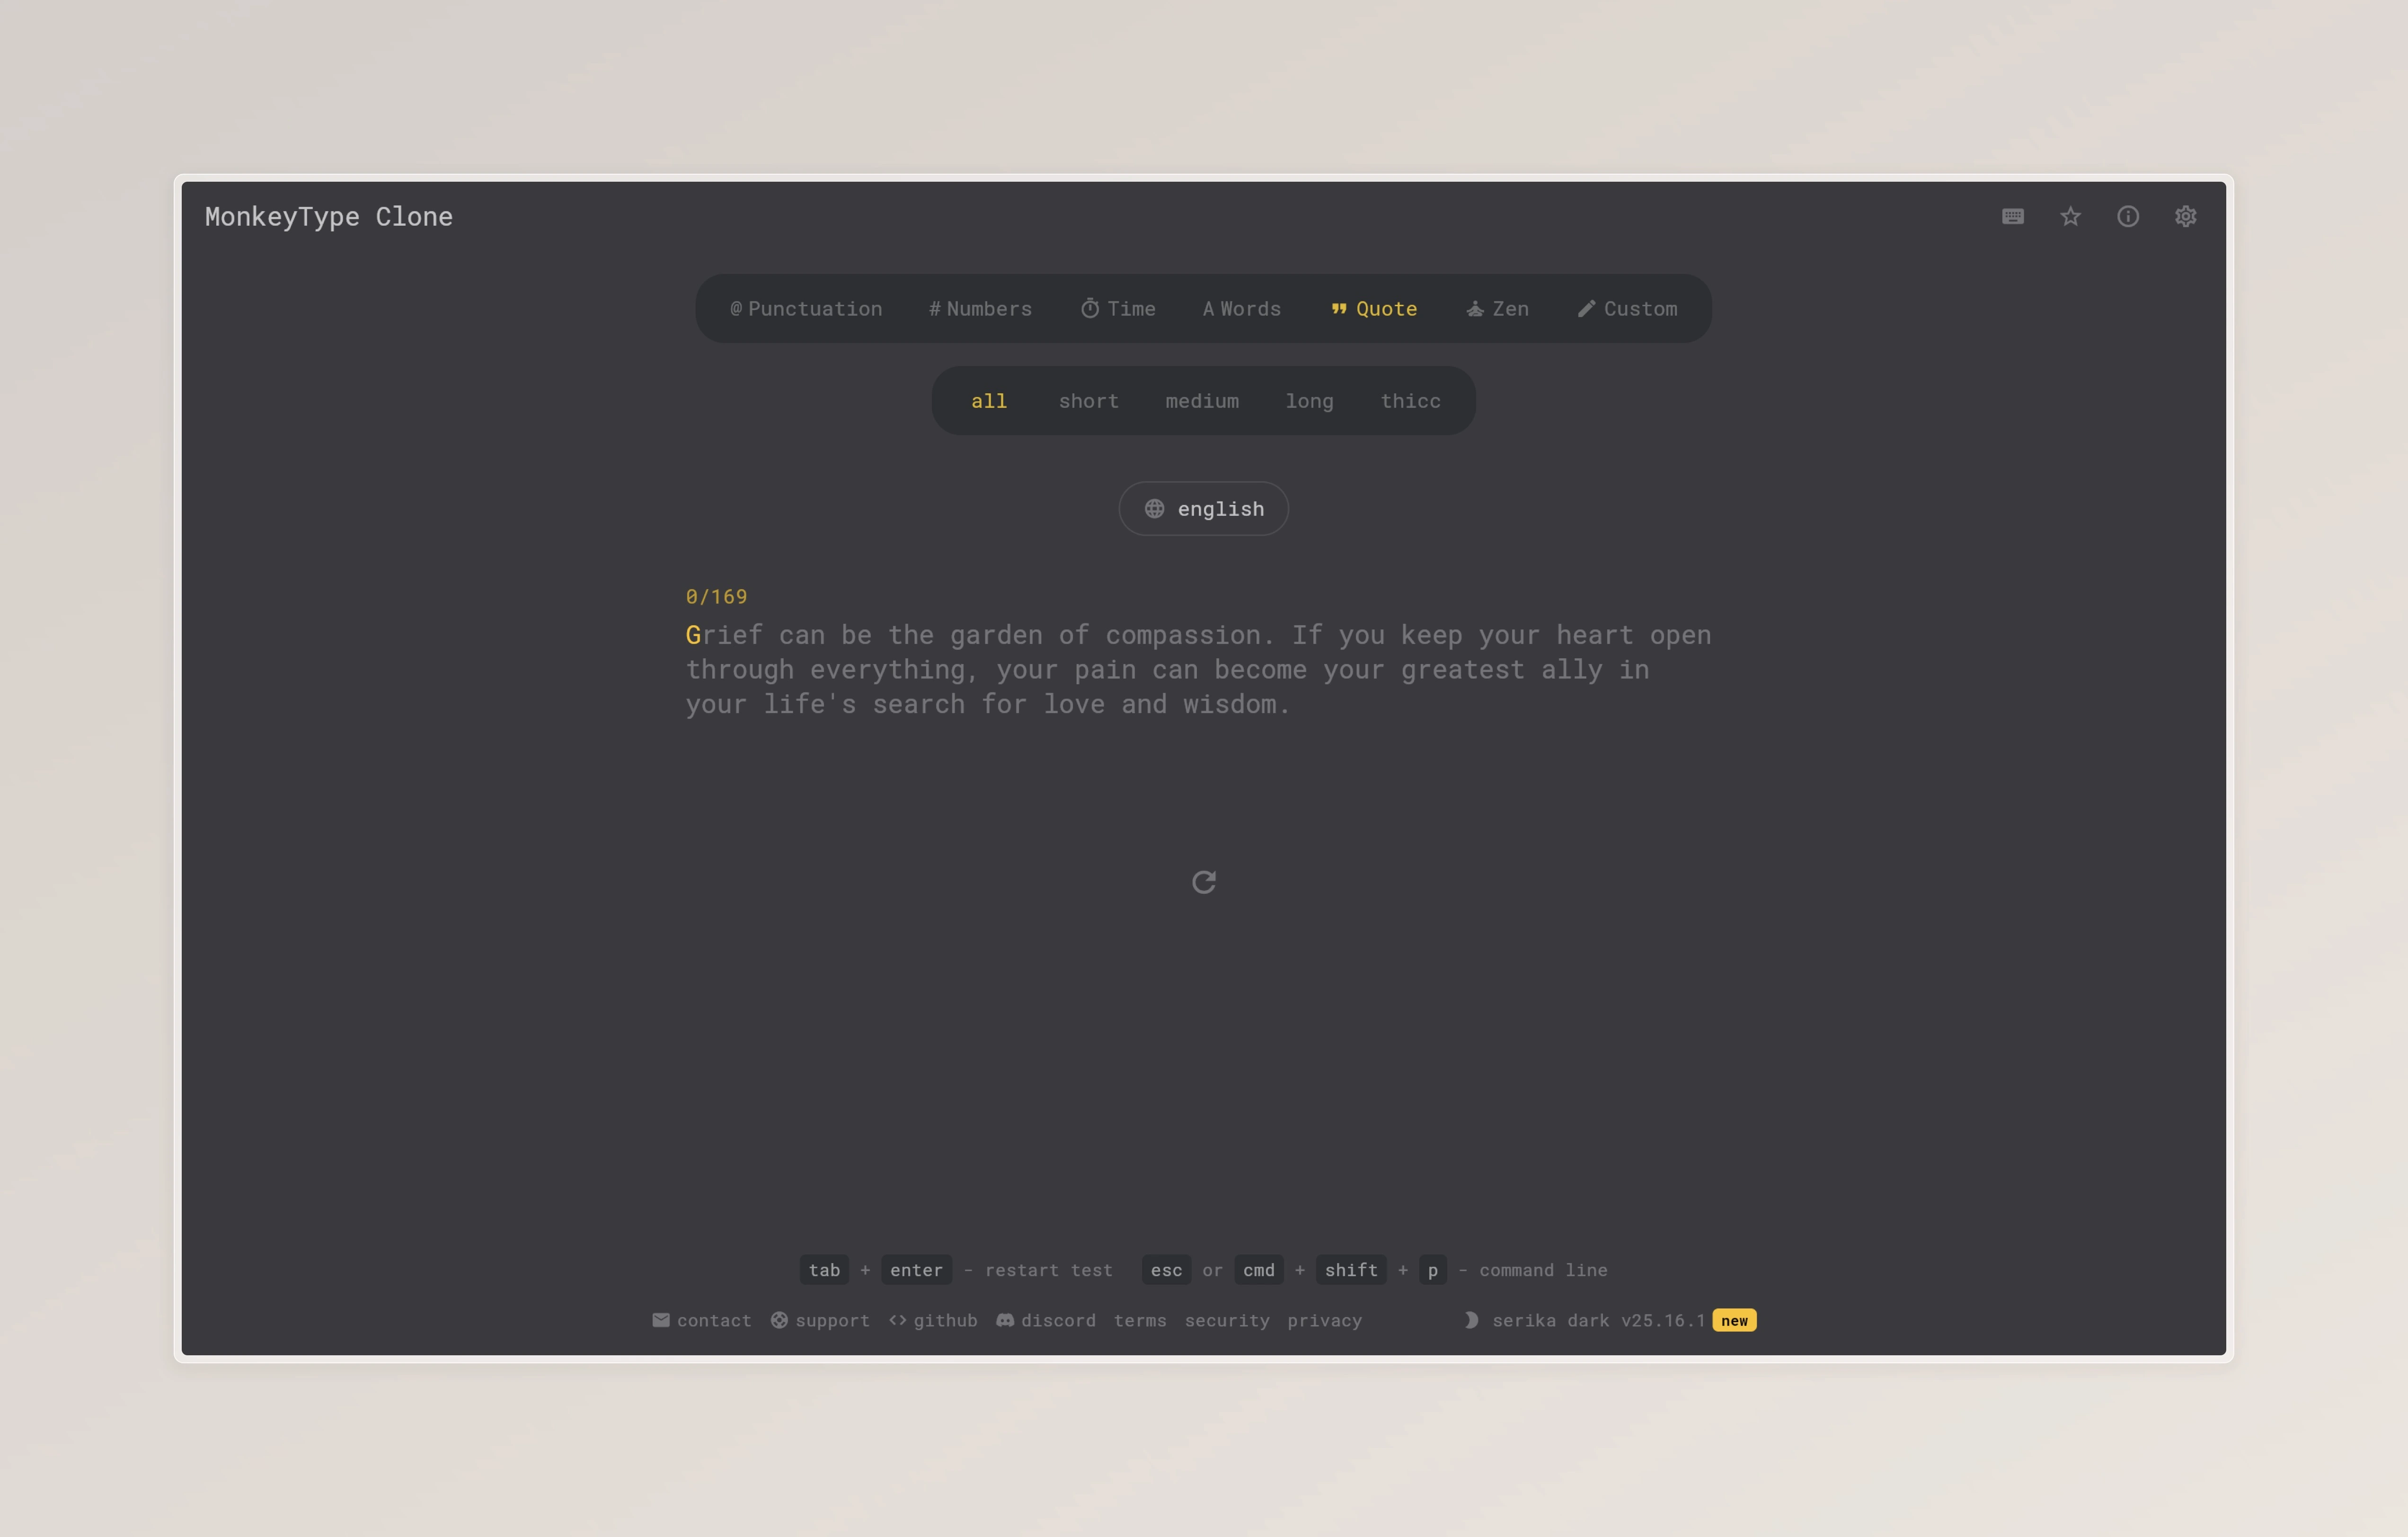 MonkeyType Clone
@ Punctuation # Numbers Time A Words Quote Zen Custom
all short medium long thicc
english
0/169
Grief can be the garden of compassion. If you keep your heart open
through everything, your pain can become your greatest ally in
your life's search for love and wisdom.
tab + enter - restart test esc or cmd + shift + p - command line
contact support github discord terms security privacy serika dark v25.16.1 new